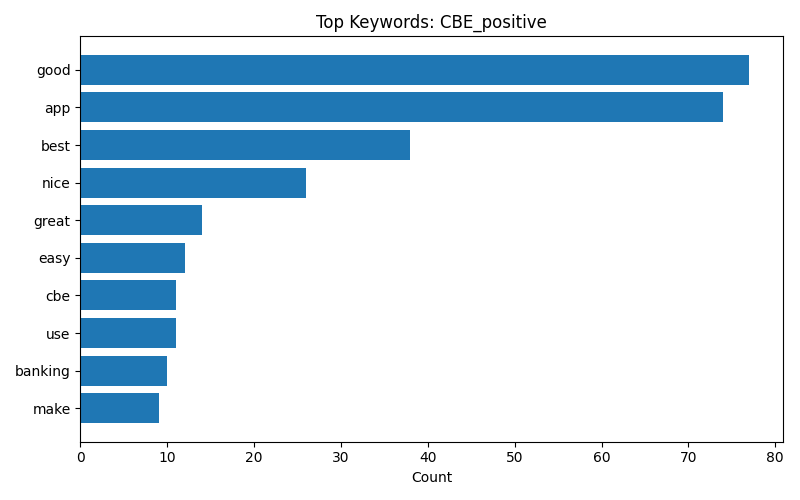 Top Keywords: CBE_positive
good
app
best
nice
great
easy
cbe
use
banking
make
0 10 20 30 40 50 60 70 80
Count